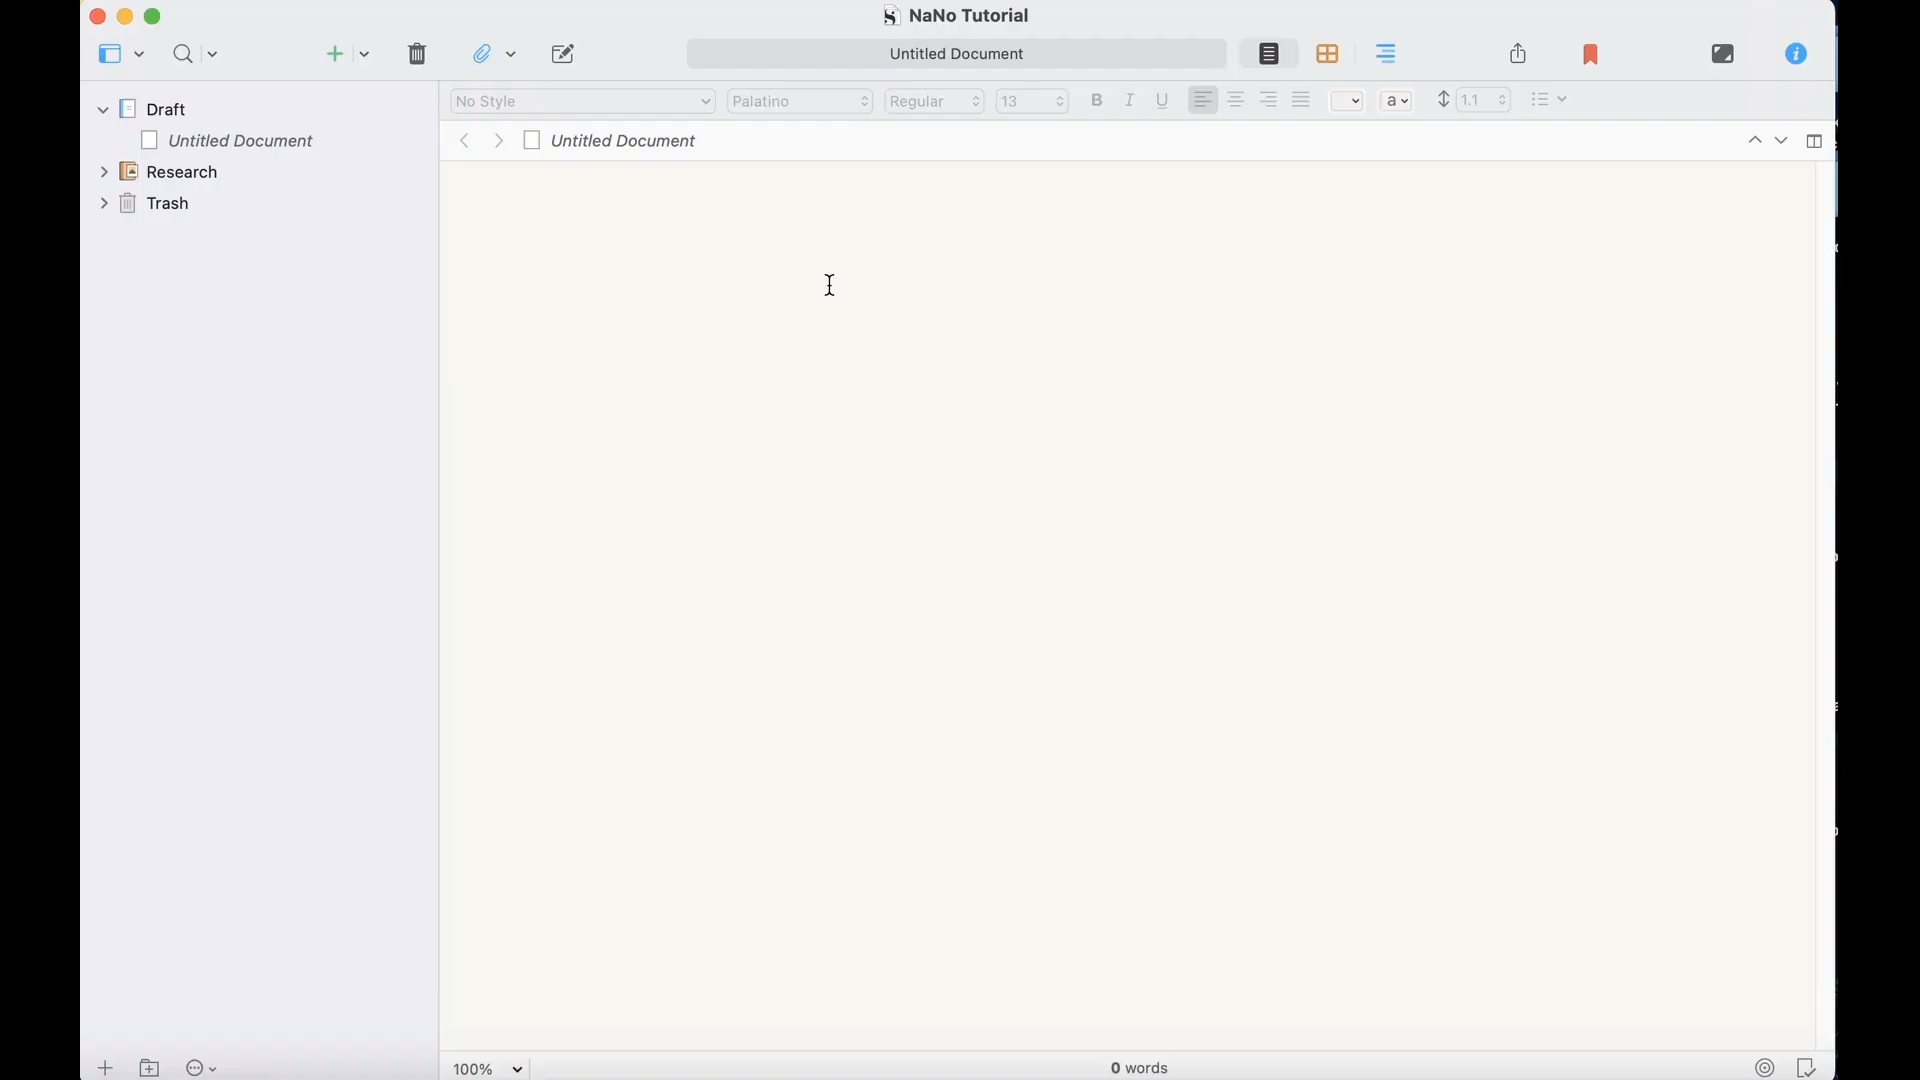 NaNo Tutorial
Untitled Document
No Style Palatino Regular 13 B I U a 1.1
Draft
Untitled Document
Research
Trash
Untitled Document
100% 0 words